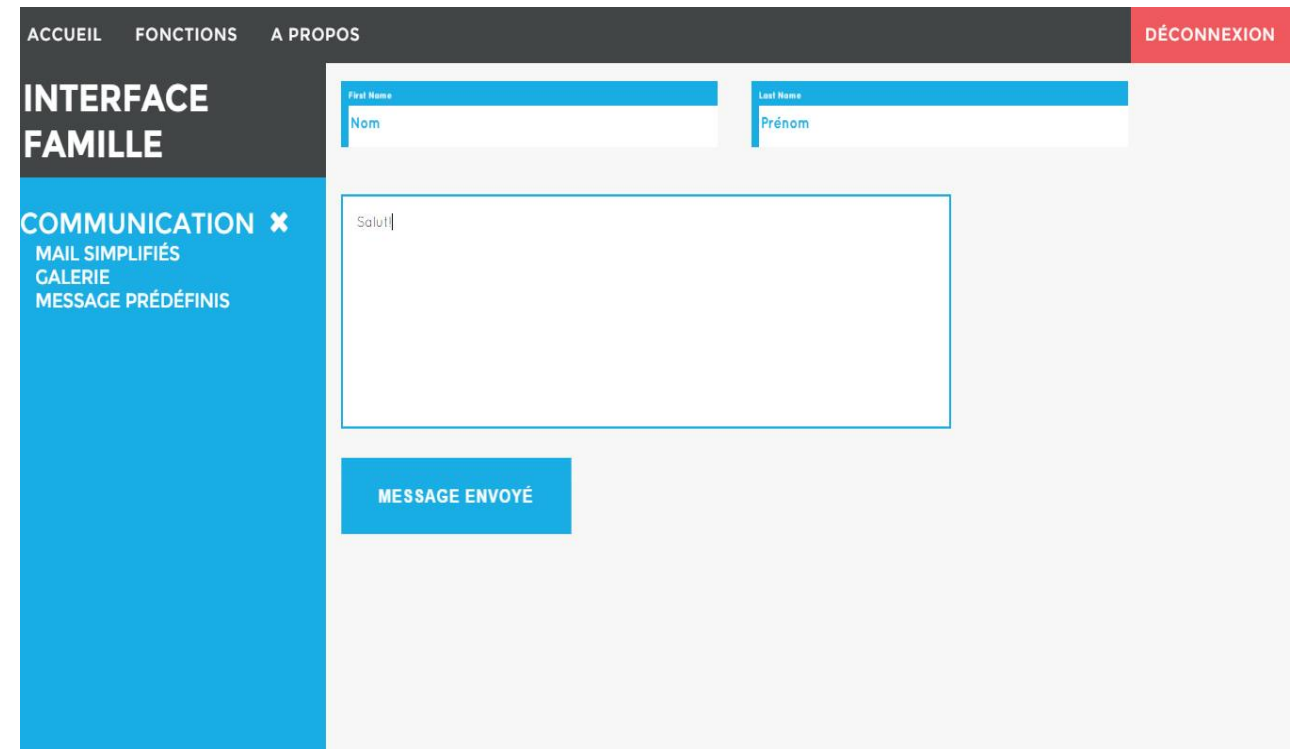 ACCUEIL FONCTIONS A PROPOS DÉCONNEXION
INTERFACE
FAMILLE
COMMUNICATION ✖
MAIL SIMPLIFIÉS
GALERIE
MESSAGE PRÉDÉFINIS
First Name
Nom
Last Name
Prénom
Salut!
MESSAGE ENVOYÉ